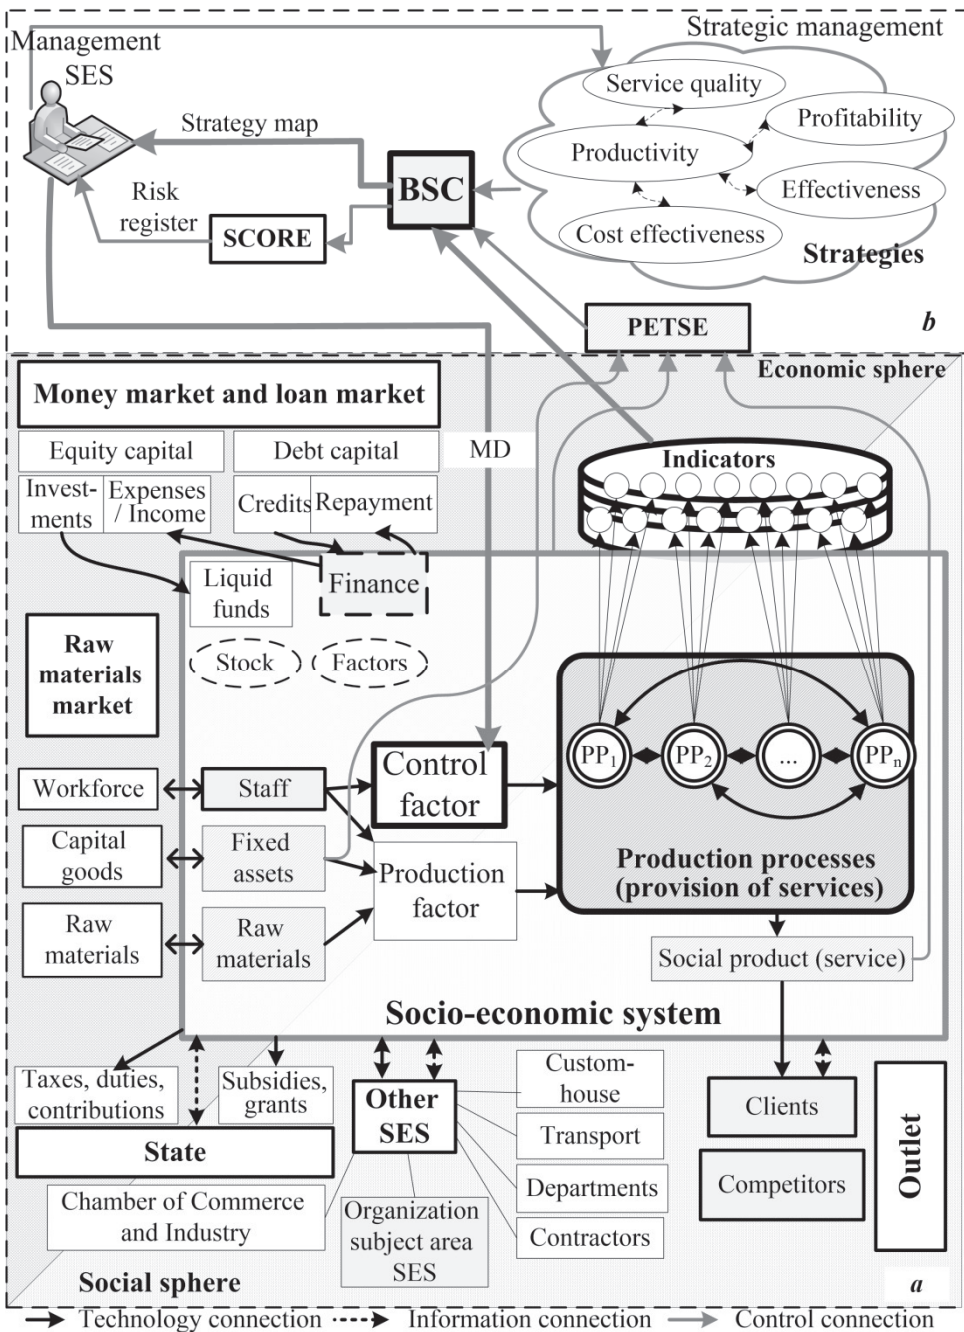 Strategic management
Management
SES
Service quality
Profitability
Strategy map
Productivity
BSC
Effectiveness
Risk
register
SCORE
Cost effectiveness
Strategies
PETSE
b
Economic sphere
Money market and loan market
Equity capital
Debt capital
MD
Indicators
Invest-
ments
Expenses
/ Income
Credits
Repayment
Liquid
funds
Finance
Raw
materials
market
Stock
Factors
PP1
PP2
...
PPn
Control
factor
Workforce
Staff
Capital
goods
Fixed
assets
Production
factor
Production processes
(provision of services)
Raw
materials
Raw
materials
Social product (service)
Socio-economic system
Taxes, duties,
contributions
Subsidies,
grants
Other
SES
Custom-
house
Clients
Outlet
State
Transport
Competitors
Chamber of Commerce
and Industry
Organization
subject area
SES
Departments
Contractors
Social sphere
a
Technology connection
Information connection
Control connection